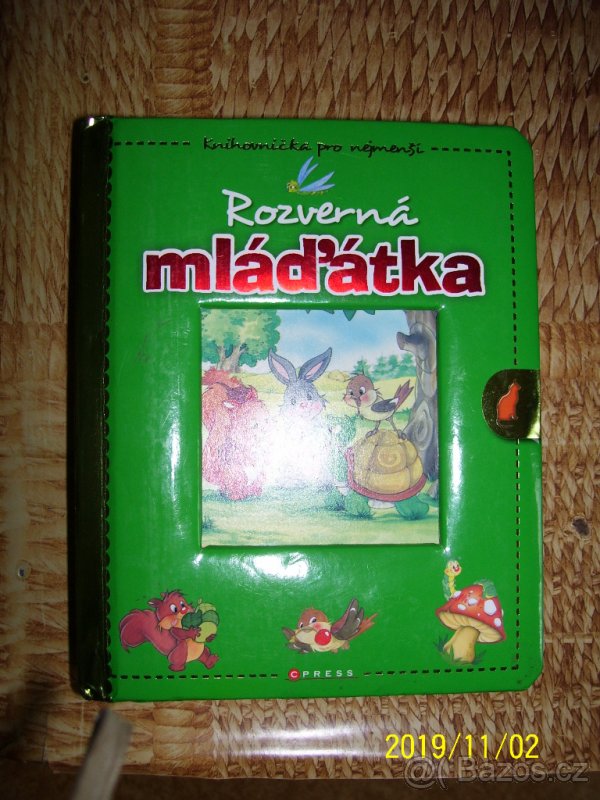 Knihovnička pro nejmenší
Rozverná
mláďátka
CPRESS
2019/11/02
@ Bazos.cz